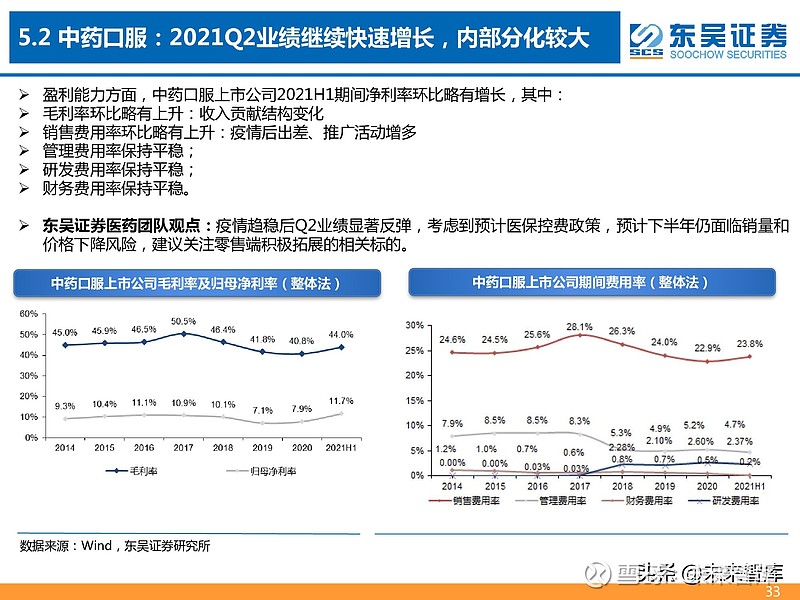 5.2 中药口服：2021Q2业绩继续快速增长，内部分化较大
东吴证券
SCS SOOCHOW SECURITIES
➢ 盈利能力方面，中药口服上市公司2021H1期间净利率环比略有增长，其中：
➢ 毛利率环比略有上升：收入贡献结构变化
➢ 销售费用率环比略有上升：疫情后出差、推广活动增多
➢ 管理费用率保持平稳；
➢ 研发费用率保持平稳；
➢ 财务费用率保持平稳。
➢ 东吴证券医药团队观点：疫情趋稳后Q2业绩显著反弹，考虑到预计医保控费政策，预计下半年仍面临销量和
价格下降风险，建议关注零售端积极拓展的相关标的。
中药口服上市公司毛利率及归母净利率（整体法）
60%
50%
40%
30%
20%
10%
0%
45.0% 45.9% 46.5% 50.5% 46.4% 41.8% 40.8% 44.0%
9.3% 10.4% 11.1% 10.9% 10.1% 7.1% 7.9% 11.7%
2014 2015 2016 2017 2018 2019 2020 2021H1
毛利率 归母净利率
中药口服上市公司期间费用率（整体法）
30%
25%
20%
15%
10%
5%
0%
24.6% 24.5% 25.6% 28.1% 26.3% 24.0% 22.9% 23.8%
7.9% 8.5% 8.5% 8.3% 5.3% 4.9% 5.2% 4.7%
1.2% 1.0% 0.7% 0.6% 2.28% 2.10% 2.60% 2.37%
0.00% 0.00% 0.03% 0.03% 0.8% 0.7% 0.5% 0.2%
2014 2015 2016 2017 2018 2019 2020 2021H1
销售费用率 管理费用率 财务费用率 研发费用率
数据来源：Wind，东吴证券研究所
头条 @未来智库
33